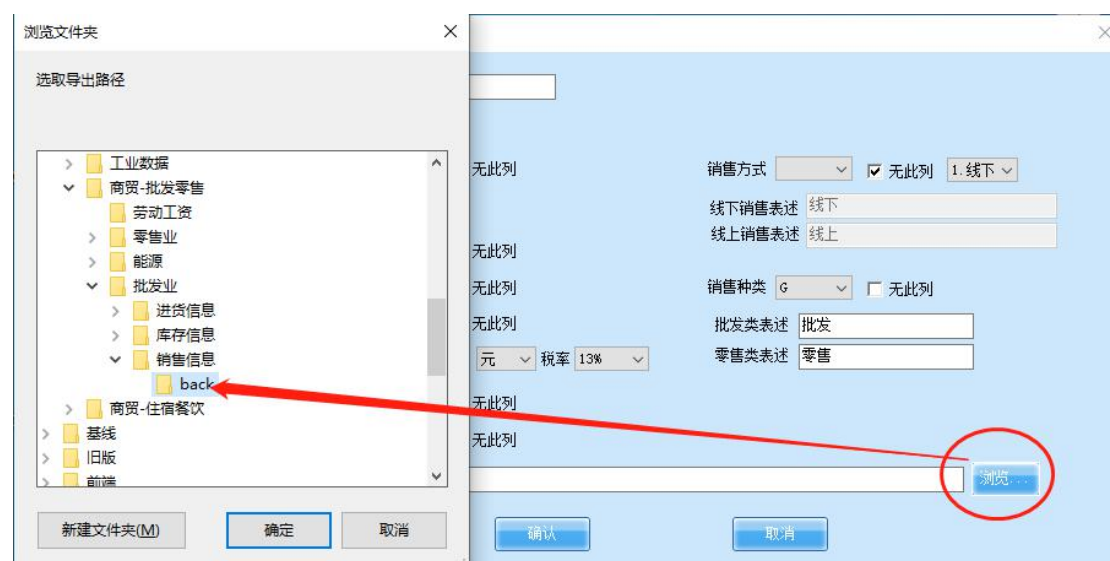 浏览文件夹
选取导出路径
工业数据
商贸-批发零售
劳动工资
零售业
能源
批发业
进货信息
库存信息
销售信息
back
商贸-住宿餐饮
基线
旧版
前端
新建文件夹(M) 确定 取消
无此列 销售方式 无此列 1.线下
线下销售表述 线下
线上销售表述 线上
无此列
无此列 销售种类 G 无此列
无此列 批发类表述 批发
元 税率 13% 零售类表述 零售
无此列
无此列
浏览...
确认 取消